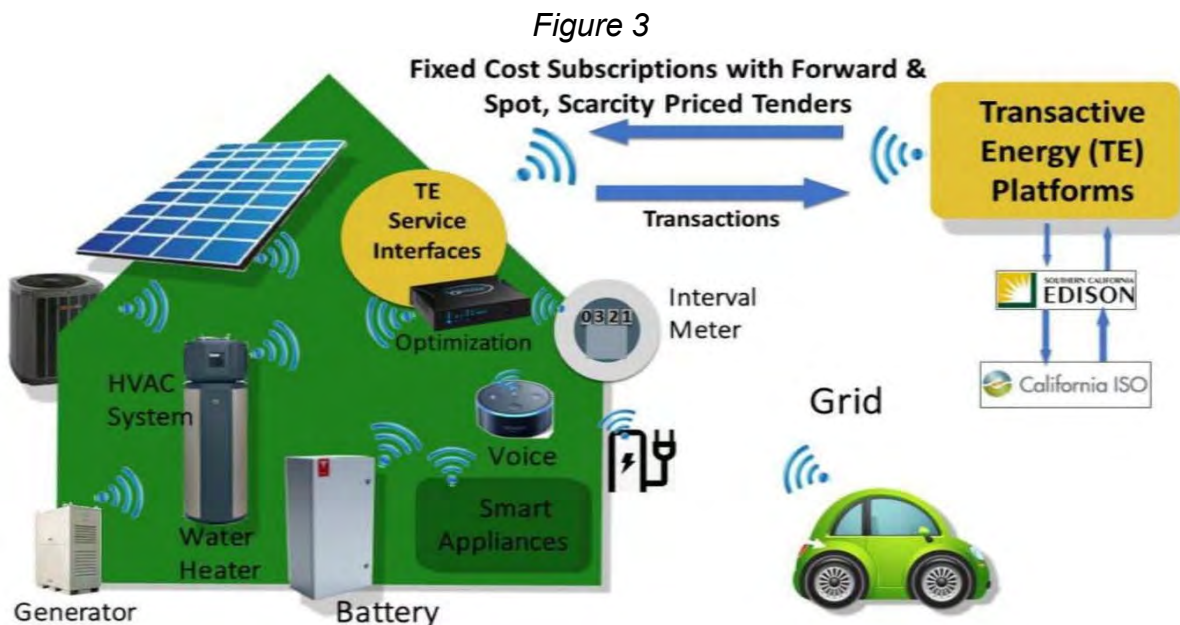 Figure 3
Fixed Cost Subscriptions with Forward &
Spot, Scarcity Priced Tenders
Transactive
Energy (TE)
Platforms
Transactions
TE
Service
Interfaces
SOUTHERN CALIFORNIA
EDISON
Interval
Meter
0321
Optimization
California ISO
HVAC
System
Grid
Voice
Smart
Appliances
Water
Heater
Generator
Battery